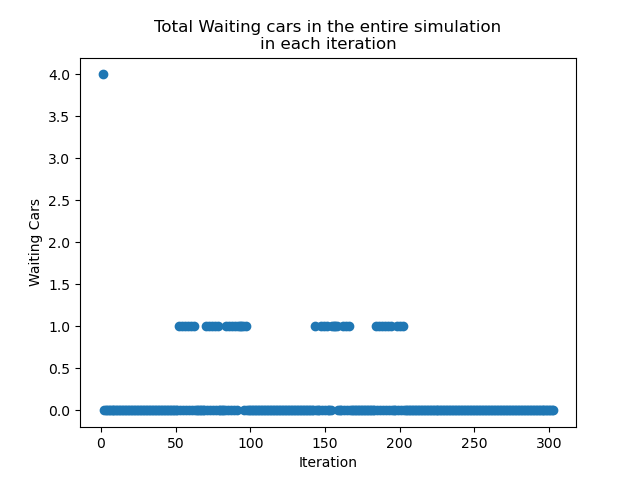 Total Waiting cars in the entire simulation
in each iteration
4.0
3.5
3.0
2.5
2.0
1.5
1.0
0.5
0.0
Waiting Cars
0 50 100 150 200 250 300
Iteration